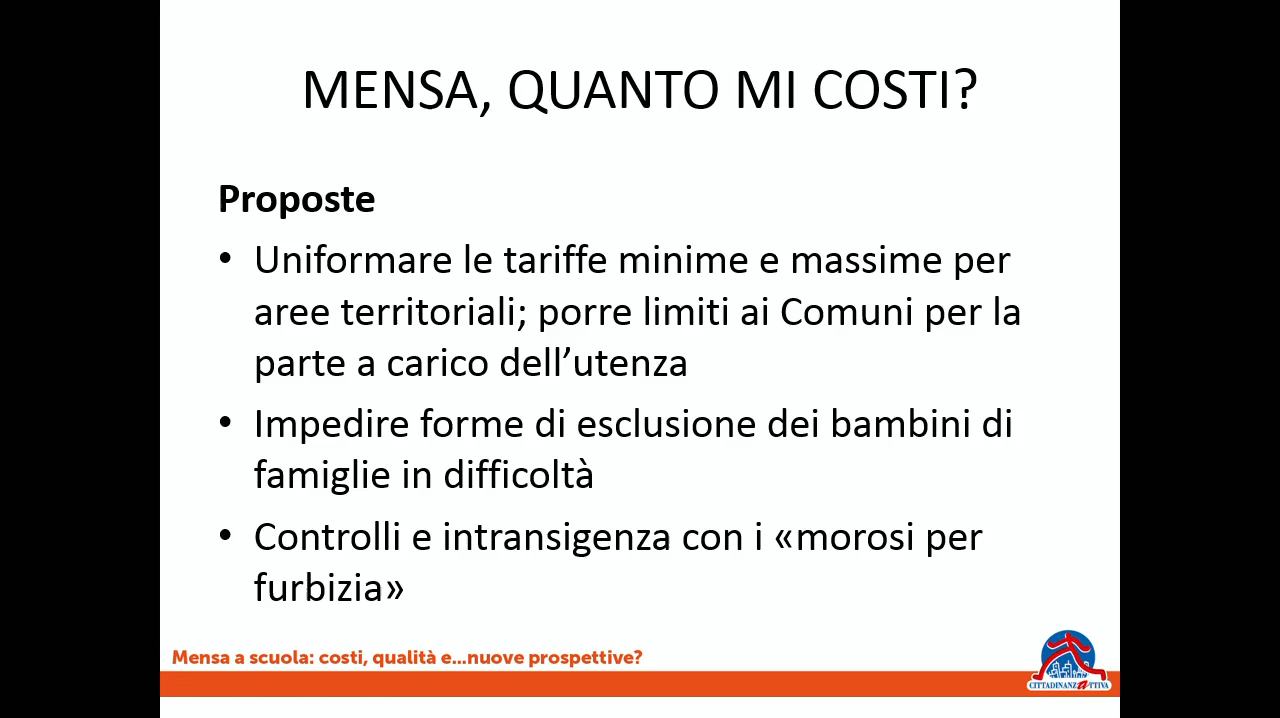 MENSA, QUANTO MI COSTI?
Proposte
• Uniformare le tariffe minime e massime per
aree territoriali; porre limiti ai Comuni per la
parte a carico dell’utenza
• Impedire forme di esclusione dei bambini di
famiglie in difficoltà
• Controlli e intransigenza con i «morosi per
furbizia»
Mensa a scuola: costi, qualità e...nuove prospettive?
CITTADINANZATTIVA